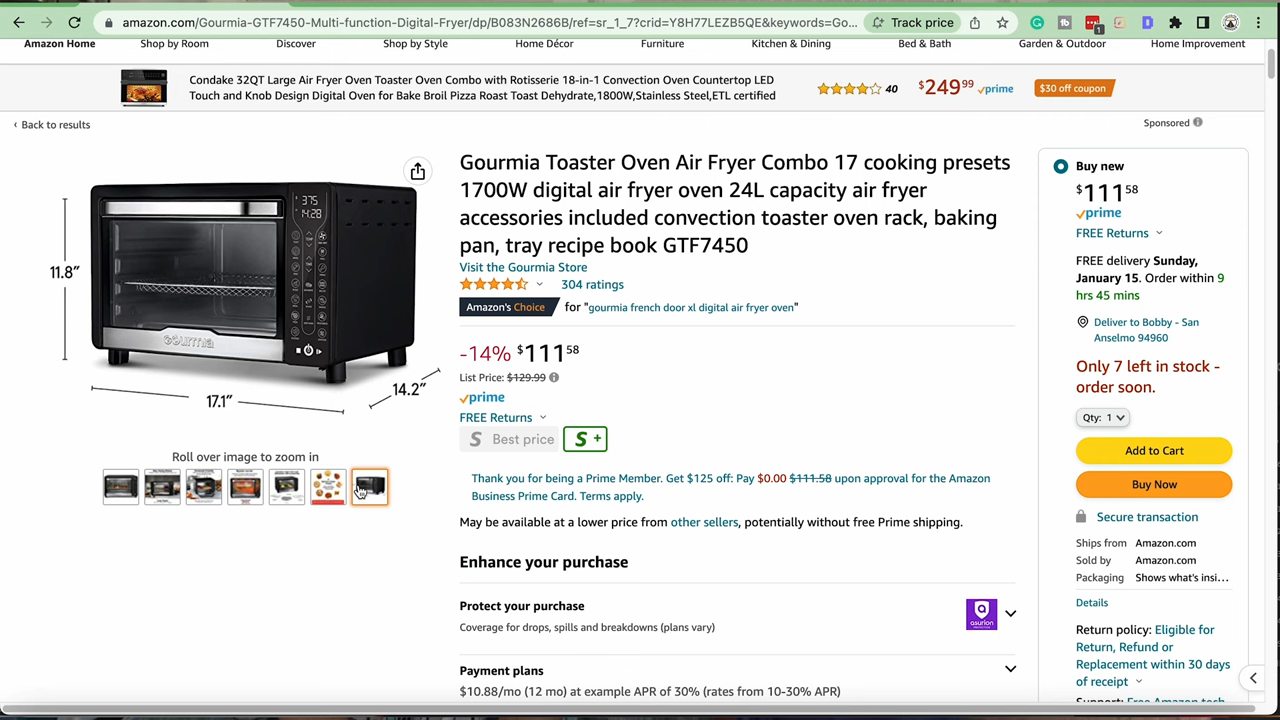 amazon.com/Gourmia-GTF7450-Multi-function-Digital-Fryer/dp/B083N2686B/ref=sr_1_7?crid=Y8H77LEZB5QE&keywords=Go...
Track price
1
Amazon Home
Shop by Room
Discover
Shop by Style
Home Décor
Furniture
Kitchen & Dining
Bed & Bath
Garden & Outdoor
Home Improvement
Condake 32QT Large Air Fryer Oven Toaster Oven Combo with Rotisserie 18-in-1 Convection Oven Countertop LED
Touch and Knob Design Digital Fryer for Bake Broil Pizza Roast Toast Dehydrate,1800W,Stainless Steel,ETL certified
40
$249 99
prime
$30 off coupon
‹ Back to results
Sponsored
375
14:28
11.8”
gourmia
17.1”
14.2”
Roll over image to zoom in
Gourmia Toaster Oven Air Fryer Combo 17 cooking presets
1700W digital air fryer oven 24L capacity air fryer
accessories included convection toaster oven rack, baking
pan, tray recipe book GTF7450
Visit the Gourmia Store
304 ratings
Amazon's Choice for "gourmia french door xl digital air fryer oven"
-14% $111 58
List Price: $129.99
prime
FREE Returns
S Best price
S +
Thank you for being a Prime Member. Get $125 off: Pay $0.00 $111.58 upon approval for the Amazon
Business Prime Card. Terms apply.
May be available at a lower price from other sellers, potentially without free Prime shipping.
Enhance your purchase
Protect your purchase
Coverage for drops, spills and breakdowns (plans vary)
asurion
Payment plans
$10.88/mo (12 mo) at example APR of 30% (rates from 10-30% APR)
Buy new
$111 58
prime
FREE Returns
FREE delivery Sunday,
January 15. Order within 9
hrs 45 mins
Deliver to Bobby - San
Anselmo 94960
Only 7 left in stock -
order soon.
Qty: 1
Add to Cart
Buy Now
Secure transaction
Ships from Amazon.com
Sold by Amazon.com
Packaging Shows what's insi...
Details
Return policy: Eligible for
Return, Refund or
Replacement within 30 days
of receipt
Support: Free Amazon tech